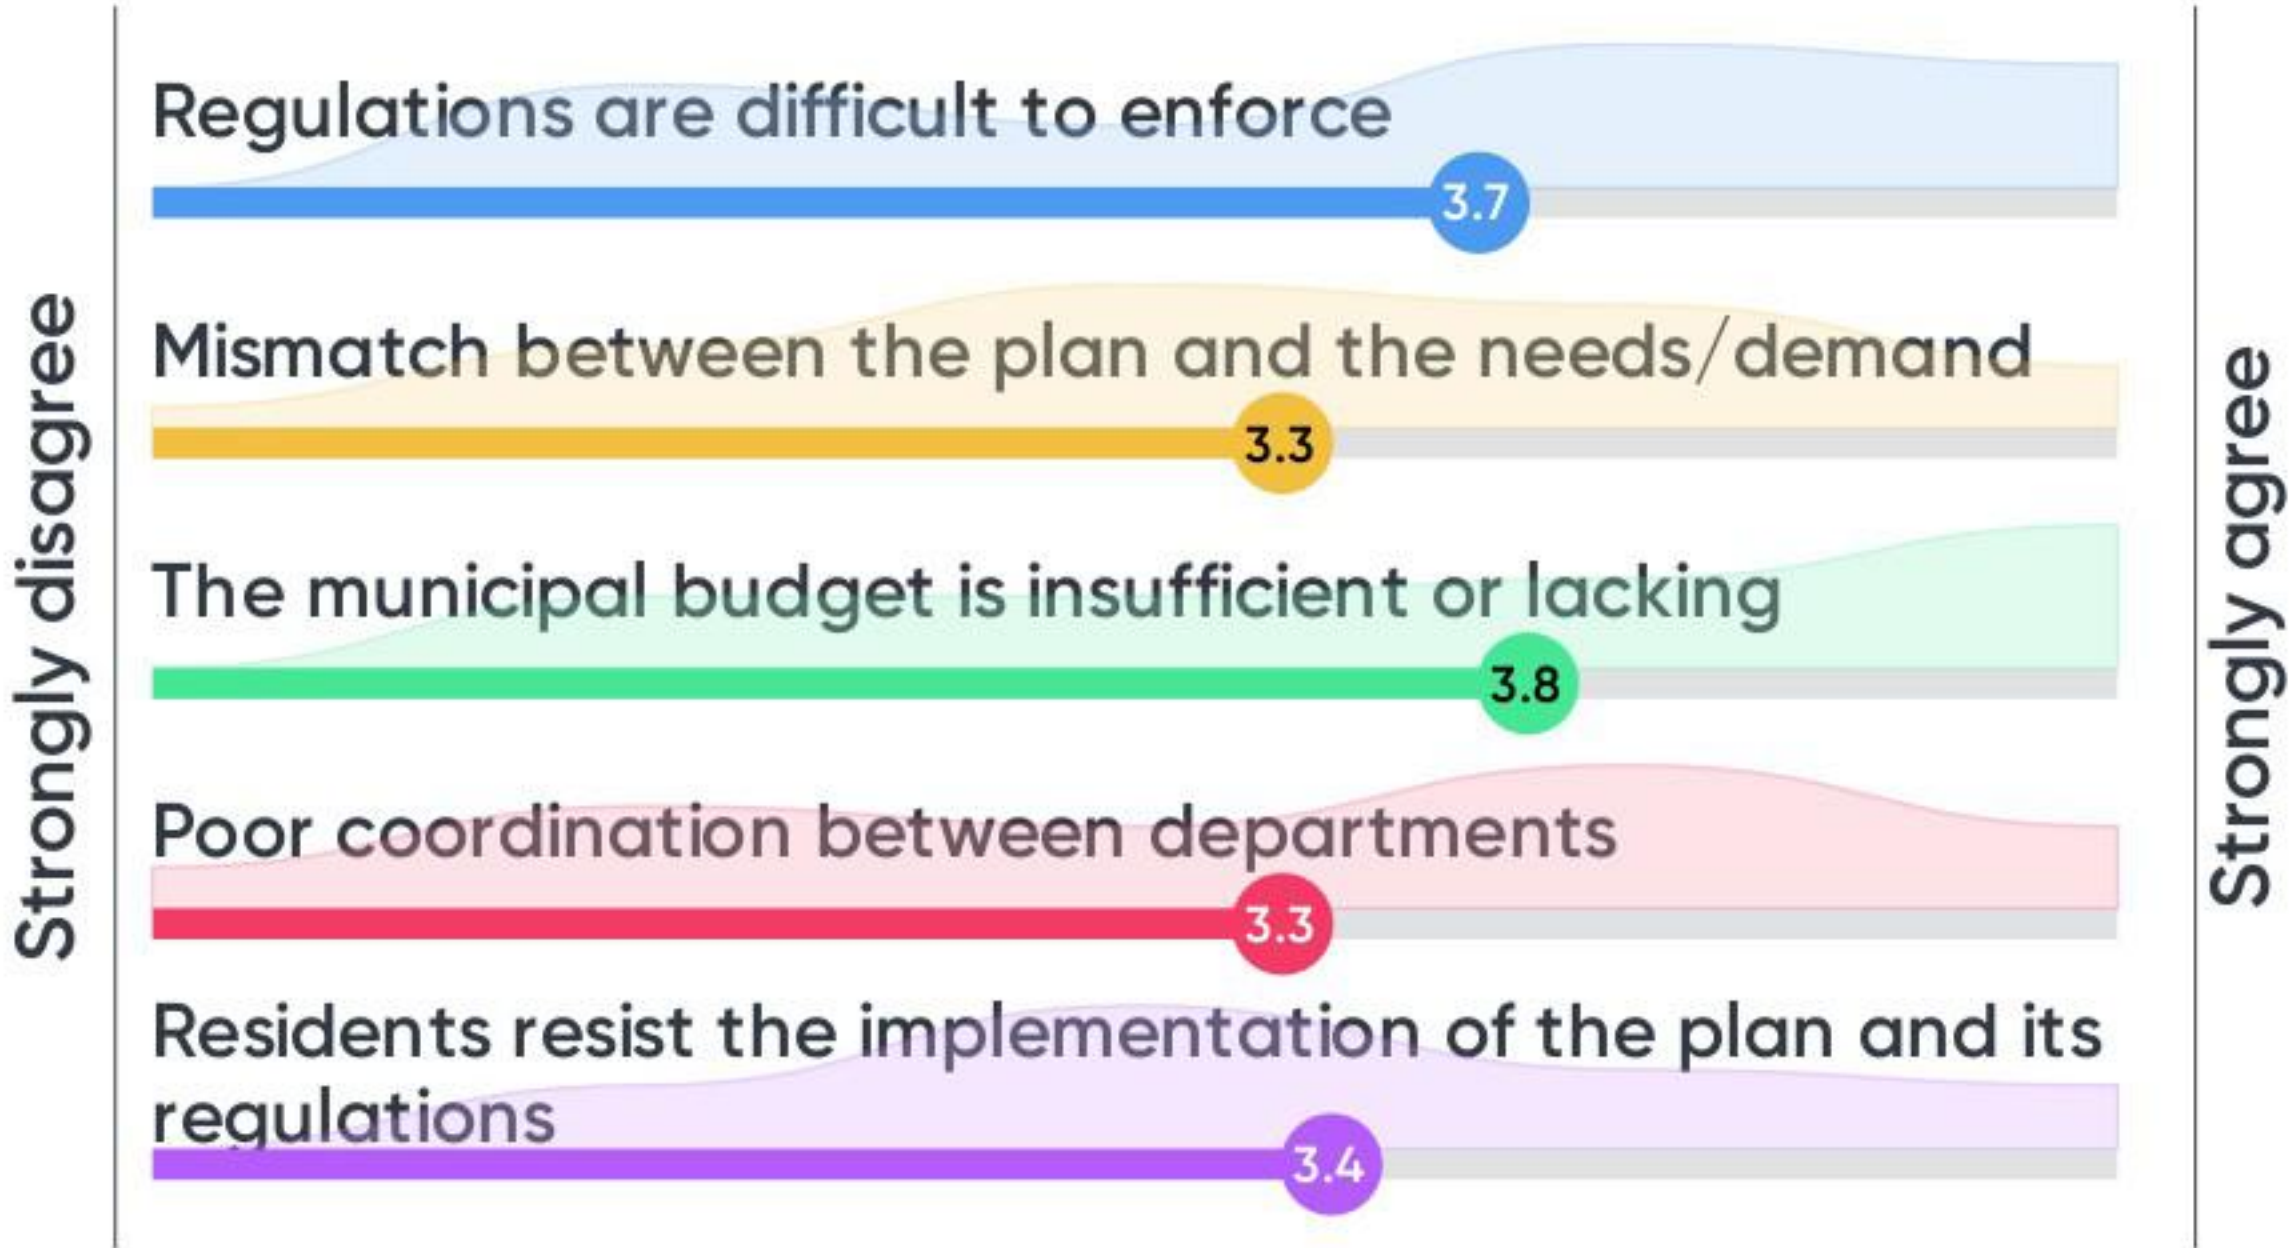 Strongly disagree
Regulations are difficult to enforce
3.7
Mismatch between the plan and the needs/demand
3.3
The municipal budget is insufficient or lacking
3.8
Poor coordination between departments
3.3
Residents resist the implementation of the plan and its
regulations
3.4
Strongly agree